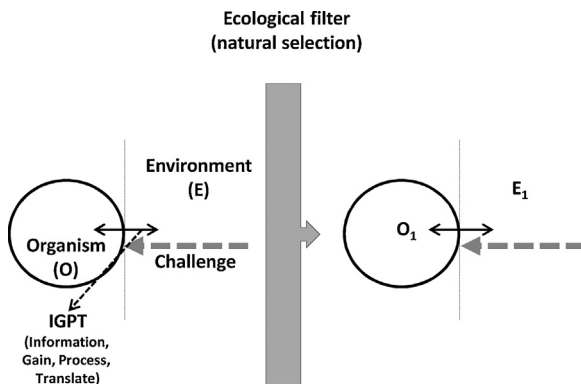 Ecological filter
(natural selection)
Environment
(E)
E₁
Organism
(O)
O₁
Challenge
IGPT
(Information,
Gain, Process,
Translate)